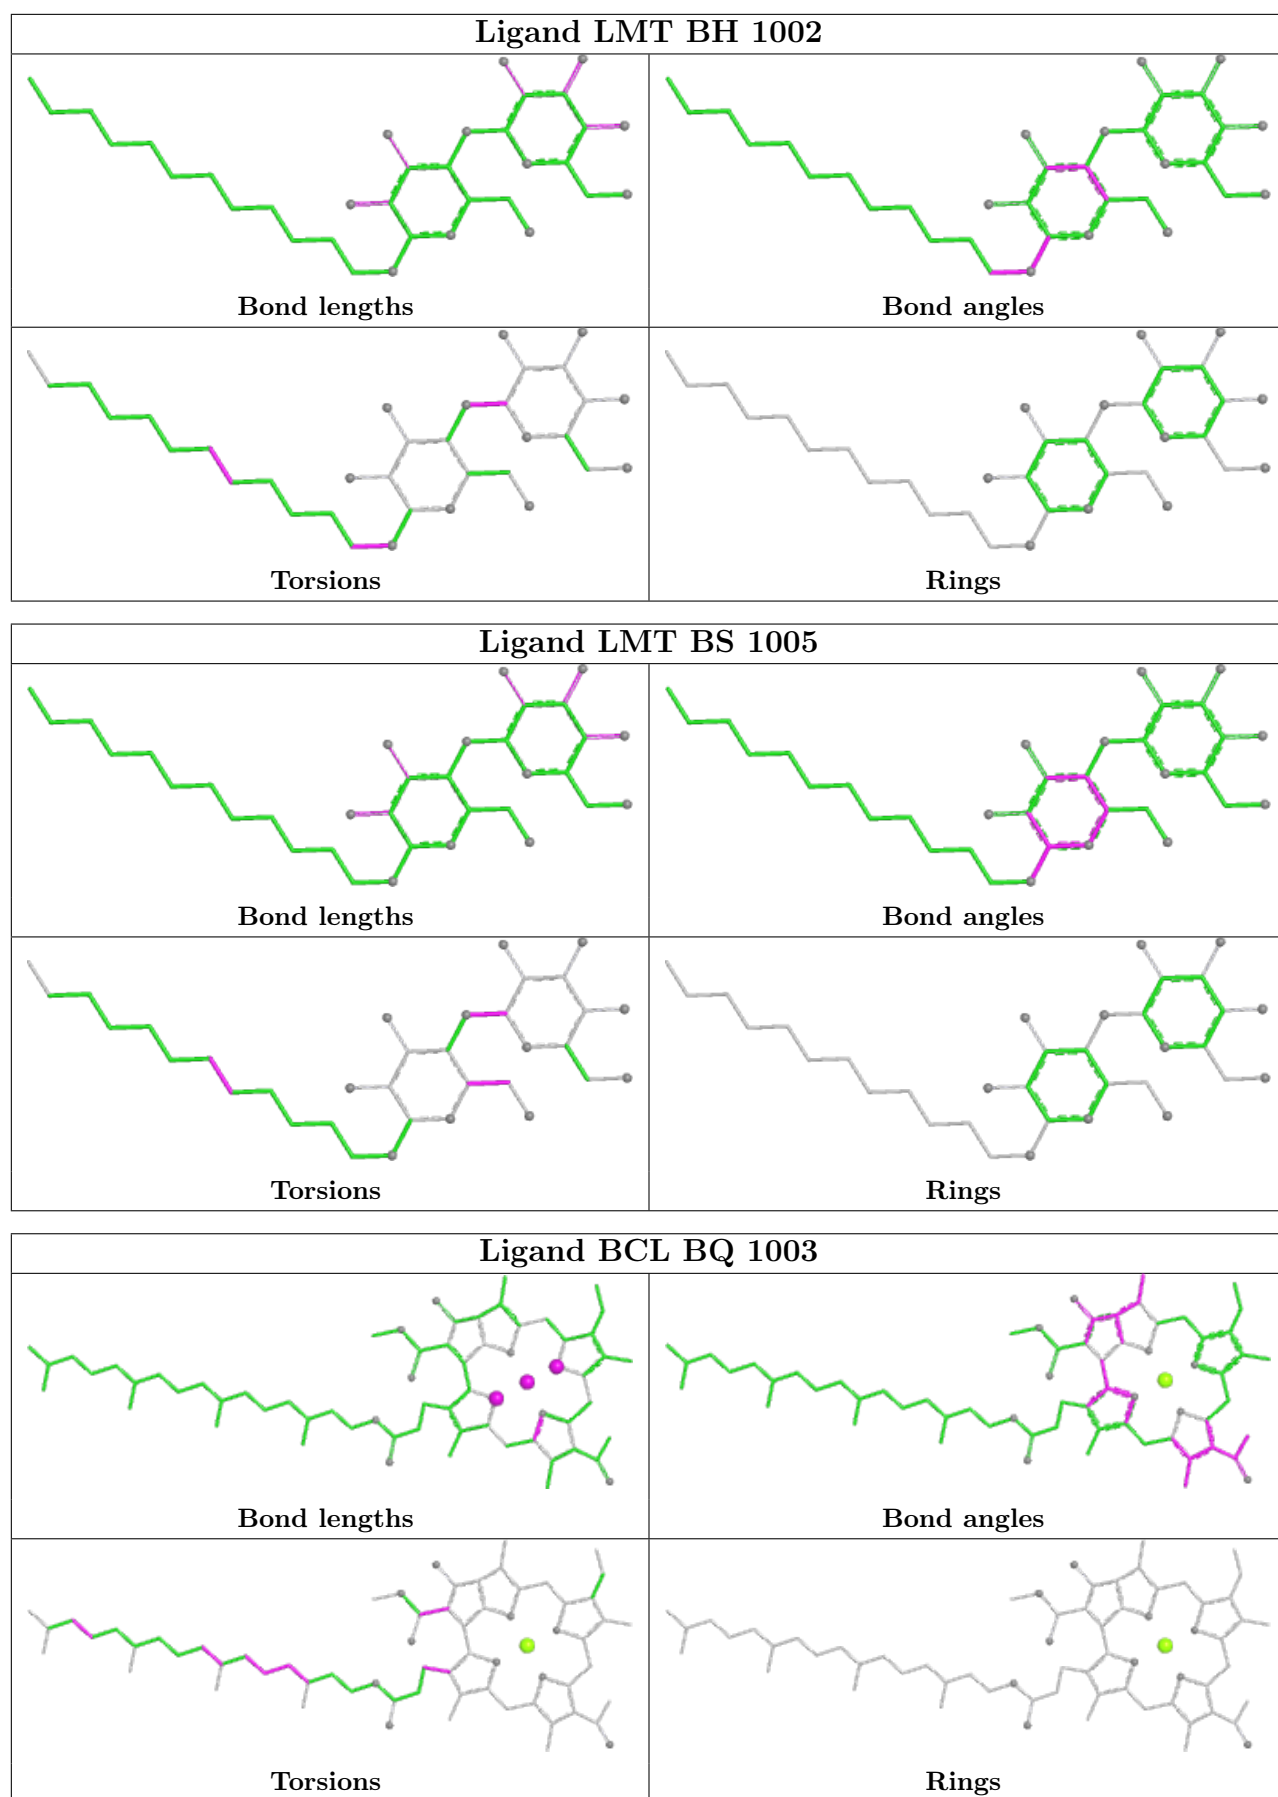 Ligand LMT BH 1002
Bond lengths
Bond angles
Torsions
Rings
Ligand LMT BS 1005
Bond lengths
Bond angles
Torsions
Rings
Ligand BCL BQ 1003
Bond lengths
Bond angles
Torsions
Rings